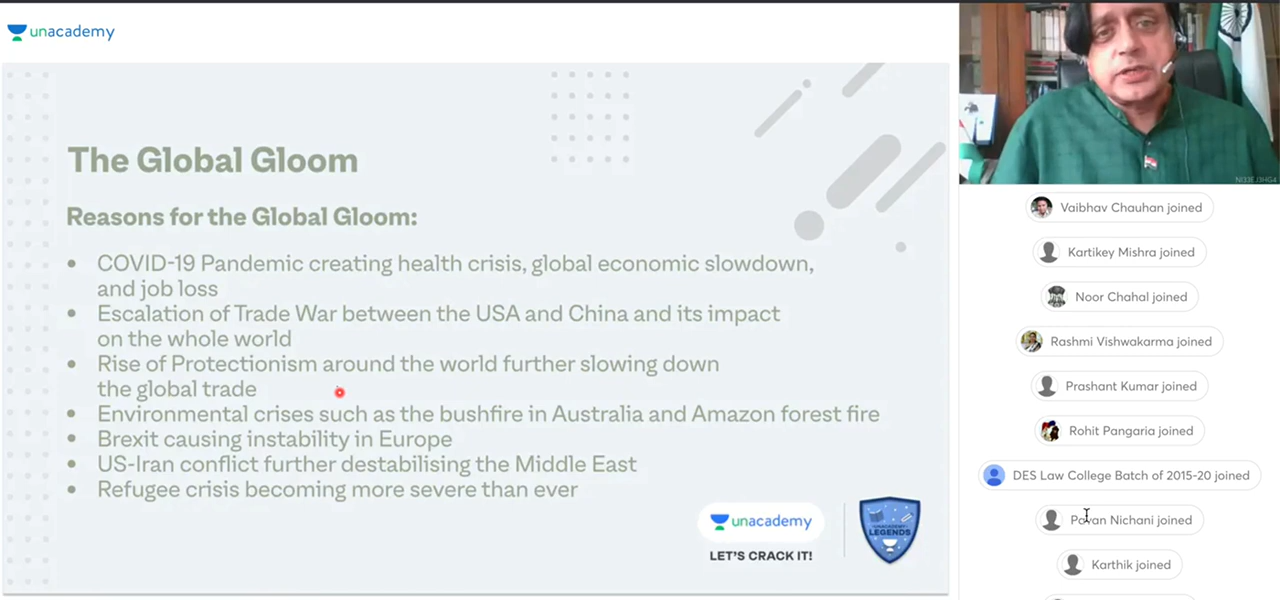 unacademy
The Global Gloom
Reasons for the Global Gloom:
• COVID-19 Pandemic creating health crisis, global economic slowdown,
and job loss
• Escalation of Trade War between the USA and China and its impact
on the whole world
• Rise of Protectionism around the world further slowing down
the global trade
• Environmental crises such as the bushfire in Australia and Amazon forest fire
• Brexit causing instability in Europe
• US-Iran conflict further destabilising the Middle East
• Refugee crisis becoming more severe than ever
unacademy
LET'S CRACK IT!
UNACADEMY
LEGENDS
Vaibhav Chauhan joined
Kartikey Mishra joined
Noor Chahal joined
Rashmi Vishwakarma joined
Prashant Kumar joined
Rohit Pangaria joined
DES Law College Batch of 2015-20 joined
Pavan Nichani joined
Karthik joined